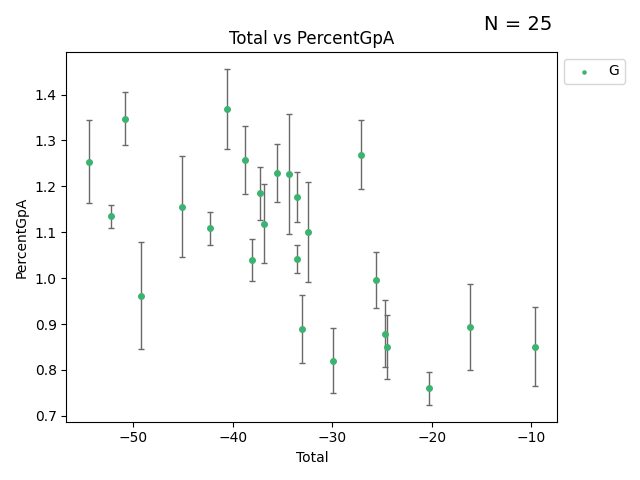 N = 25
Total vs PercentGpA
G
PercentGpA
1.4
1.3
1.2
1.1
1.0
0.9
0.8
0.7
−50
−40
−30
−20
−10
Total